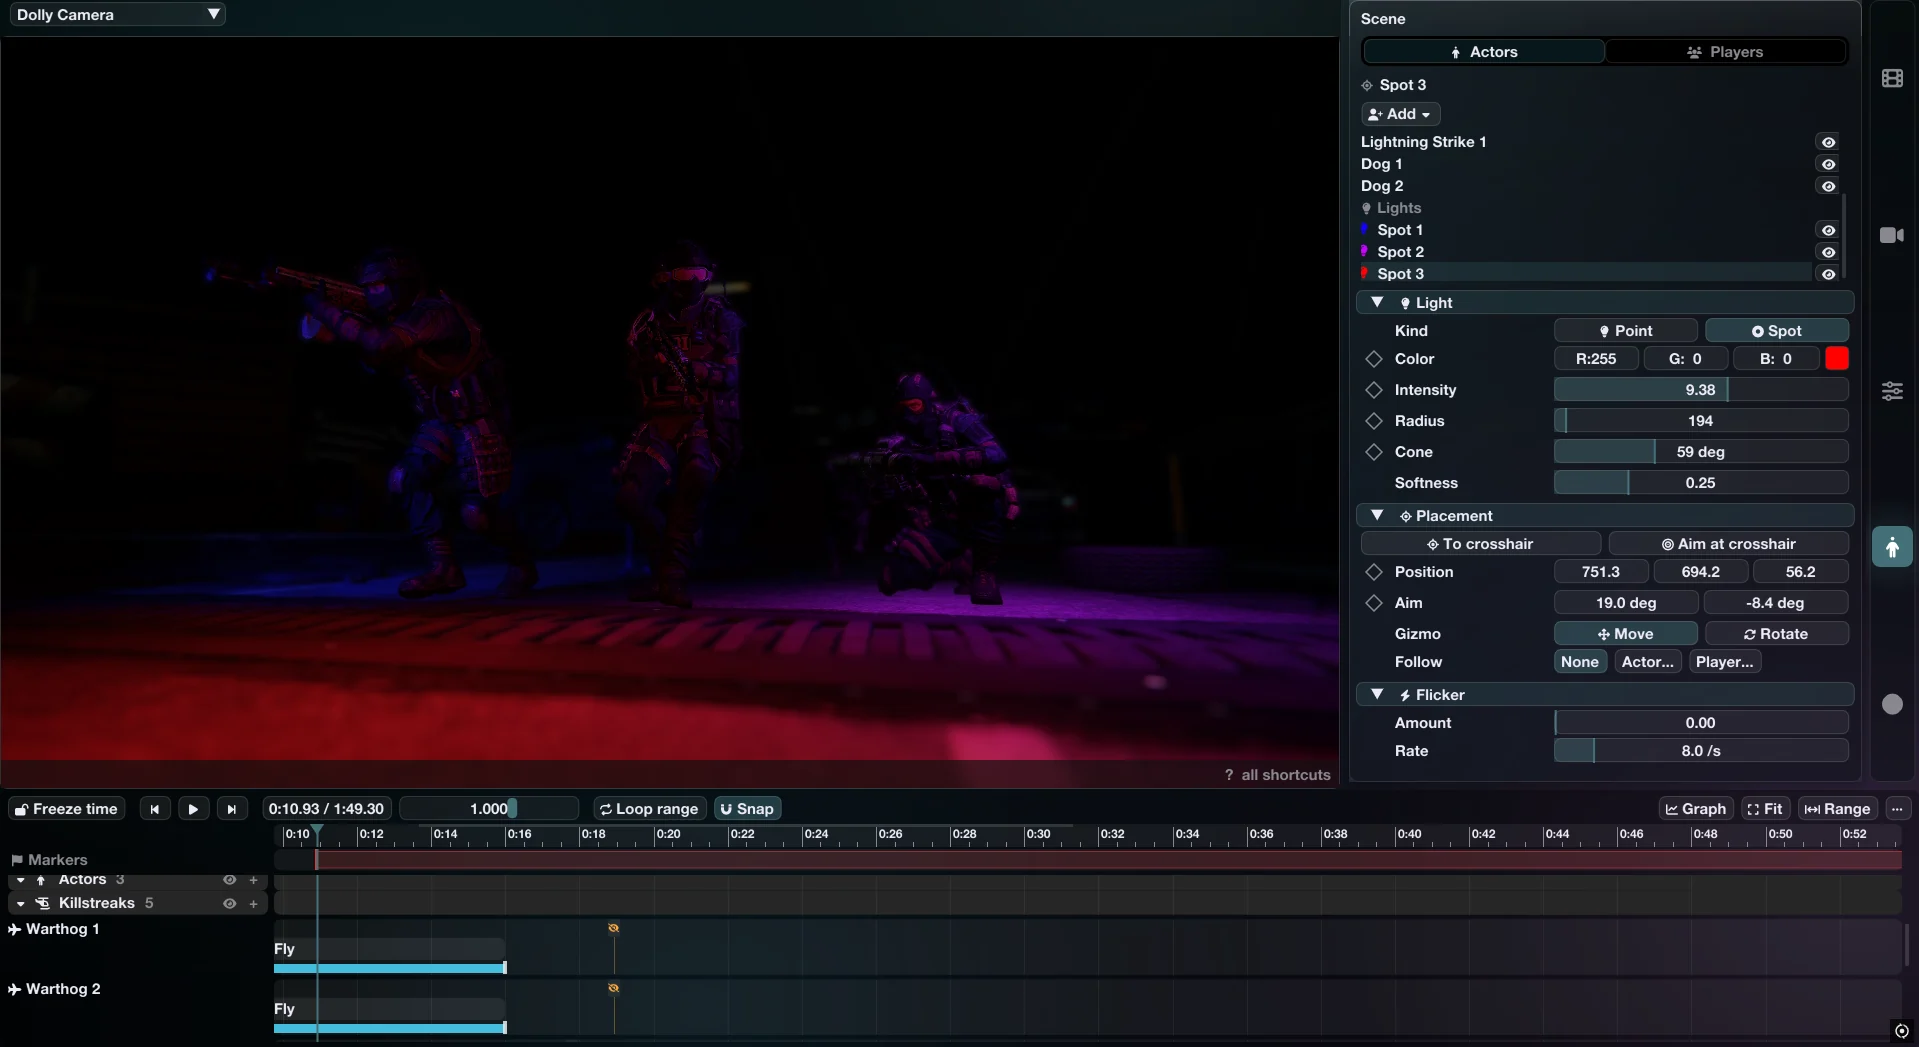 Dolly Camera
? all shortcuts
Scene
Actors Players
Spot 3
Add
Lightning Strike 1
Dog 1
Dog 2
Lights
Spot 1
Spot 2
Spot 3
Light
Kind Point Spot
Color R:255 G: 0 B: 0
Intensity 9.38
Radius 194
Cone 59 deg
Softness 0.25
Placement
To crosshair Aim at crosshair
Position 751.3 694.2 56.2
Aim 19.0 deg -8.4 deg
Gizmo Move Rotate
Follow None Actor... Player...
Flicker
Amount 0.00
Rate 8.0 /s
Freeze time 0:10.93 / 1:49.30 1.000 Loop range Snap Graph Fit Range ...
0:10 0:12 0:14 0:16 0:18 0:20 0:22 0:24 0:26 0:28 0:30 0:32 0:34 0:36 0:38 0:40 0:42 0:44 0:46 0:48 0:50 0:52
Markers
Actors 3
Killstreaks 5
Warthog 1
Fly
Warthog 2
Fly